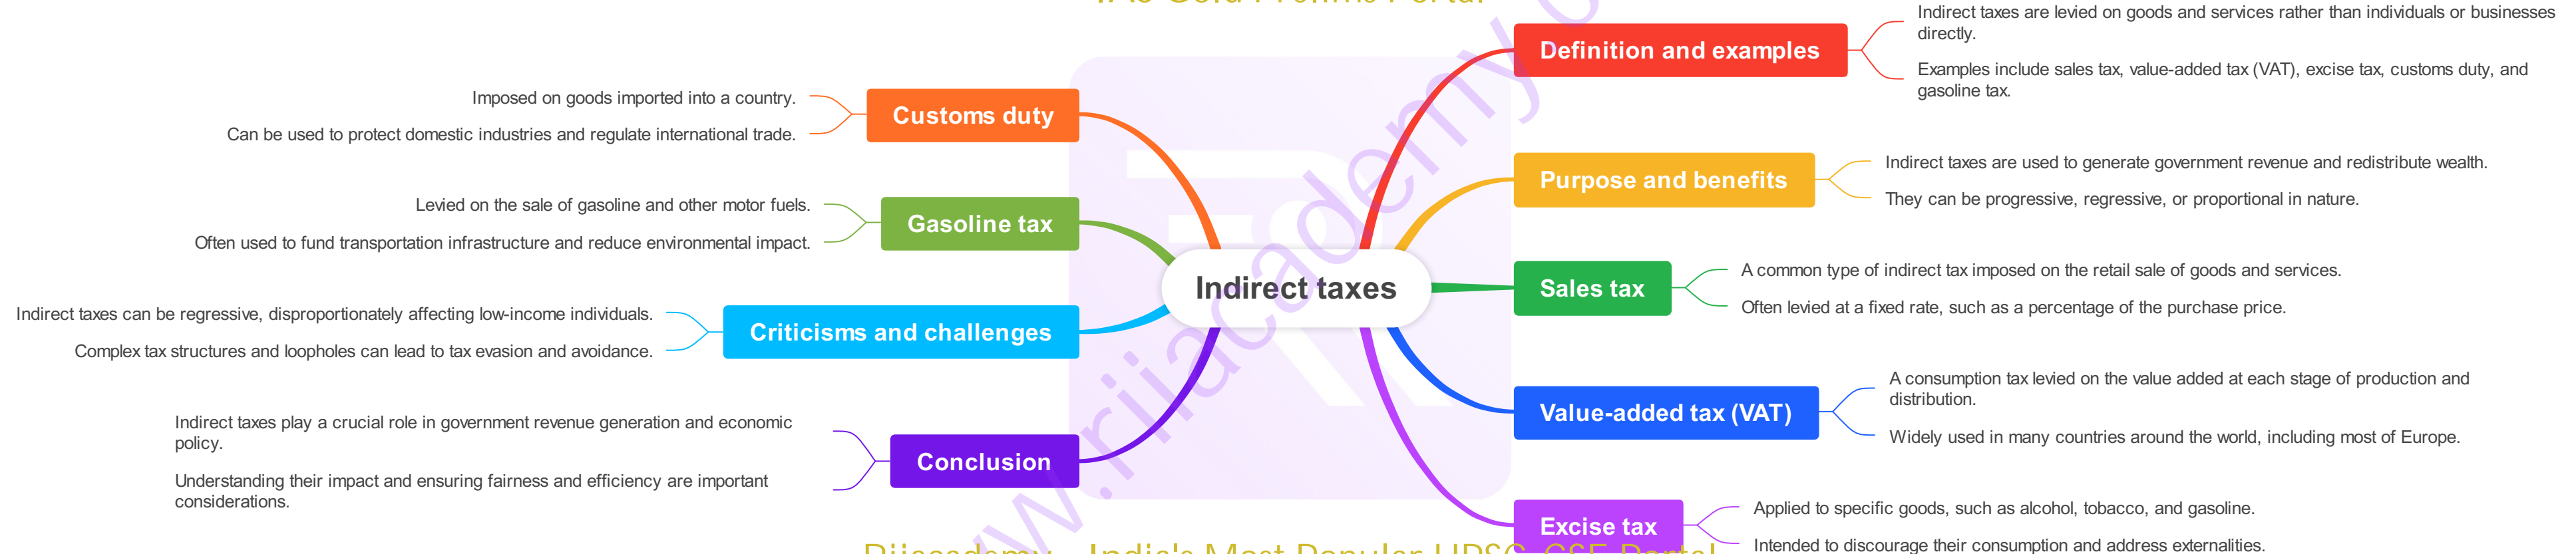 Indirect taxes
Definition and examples
Indirect taxes are levied on goods and services rather than individuals or businesses
directly.
Examples include sales tax, value-added tax (VAT), excise tax, customs duty, and
gasoline tax.
Purpose and benefits
Indirect taxes are used to generate government revenue and redistribute wealth.
They can be progressive, regressive, or proportional in nature.
Sales tax
A common type of indirect tax imposed on the retail sale of goods and services.
Often levied at a fixed rate, such as a percentage of the purchase price.
Value-added tax (VAT)
A consumption tax levied on the value added at each stage of production and
distribution.
Widely used in many countries around the world, including most of Europe.
Excise tax
Applied to specific goods, such as alcohol, tobacco, and gasoline.
Intended to discourage their consumption and address externalities.
Customs duty
Imposed on goods imported into a country.
Can be used to protect domestic industries and regulate international trade.
Gasoline tax
Levied on the sale of gasoline and other motor fuels.
Often used to fund transportation infrastructure and reduce environmental impact.
Criticisms and challenges
Indirect taxes can be regressive, disproportionately affecting low-income individuals.
Complex tax structures and loopholes can lead to tax evasion and avoidance.
Conclusion
Indirect taxes play a crucial role in government revenue generation and economic
policy.
Understanding their impact and ensuring fairness and efficiency are important
considerations.
India's Most Popular UPSC CSE Portal